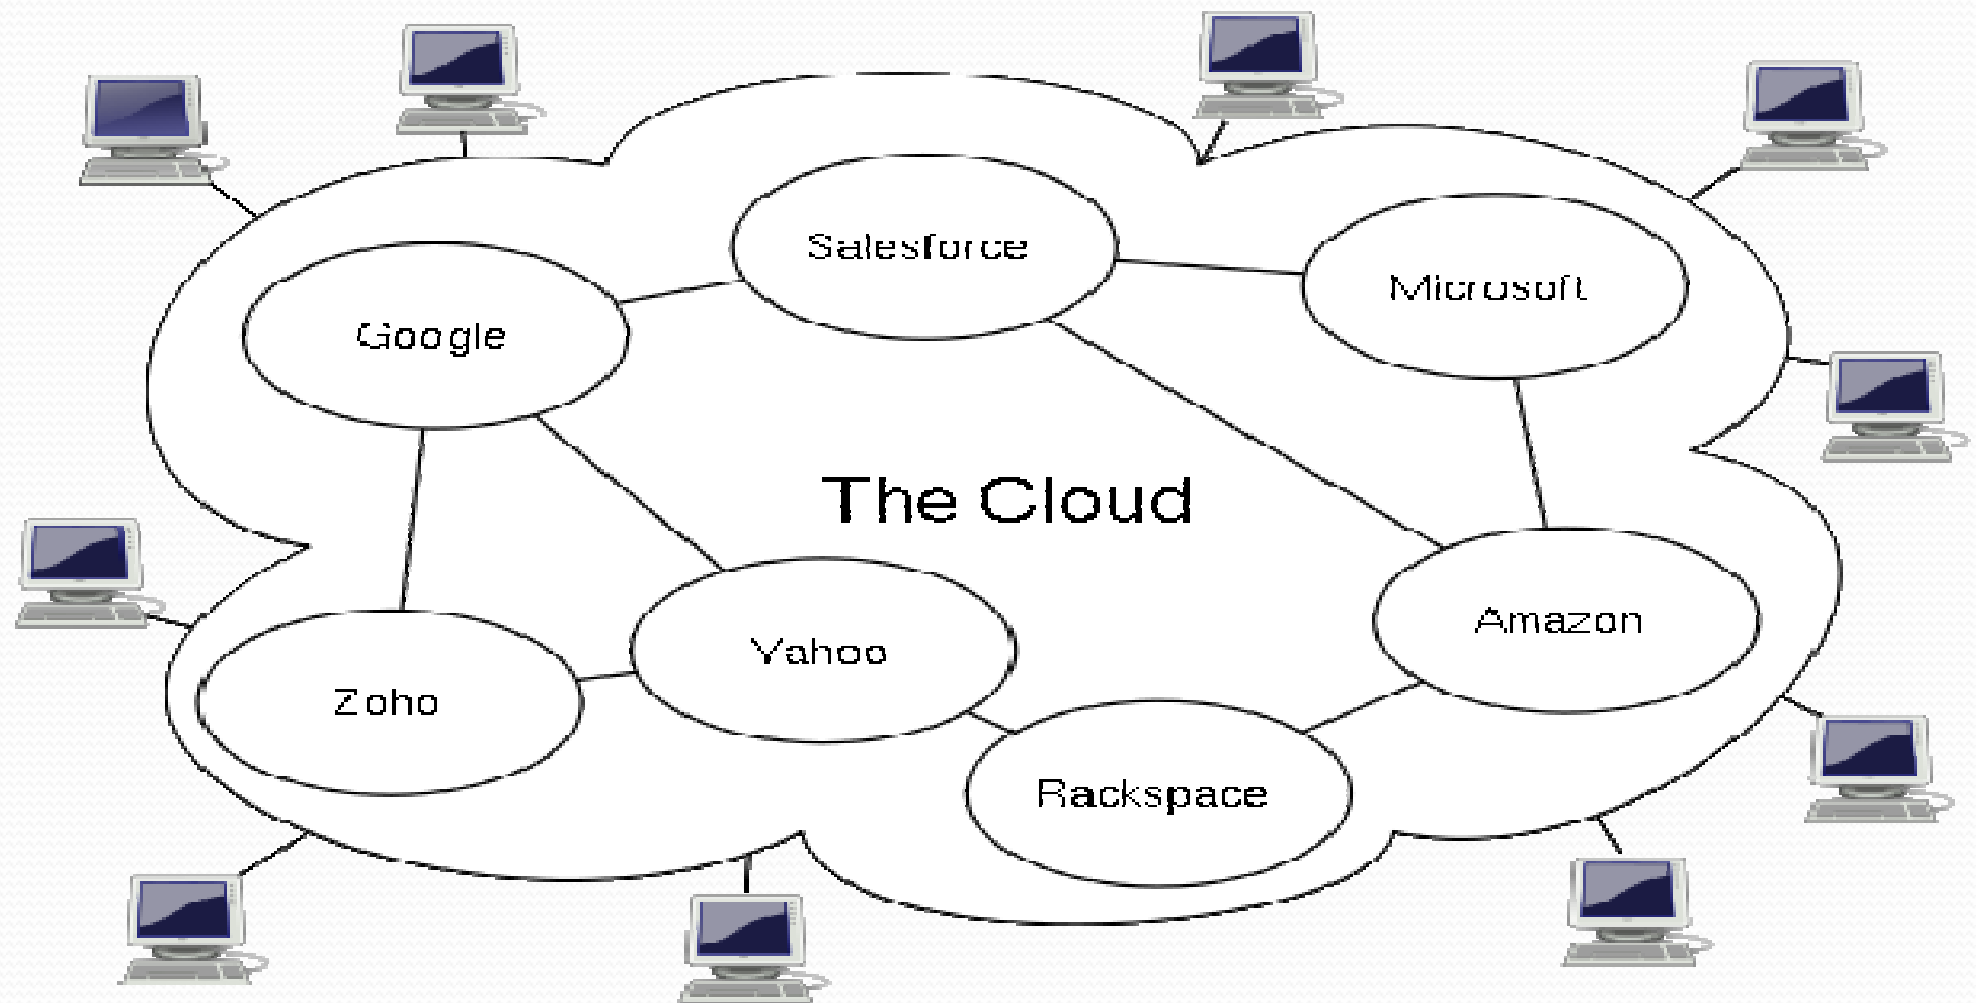 Salesforce
Microsoft
Google
The Cloud
Amazon
Yahoo
Zoho
Rackspace